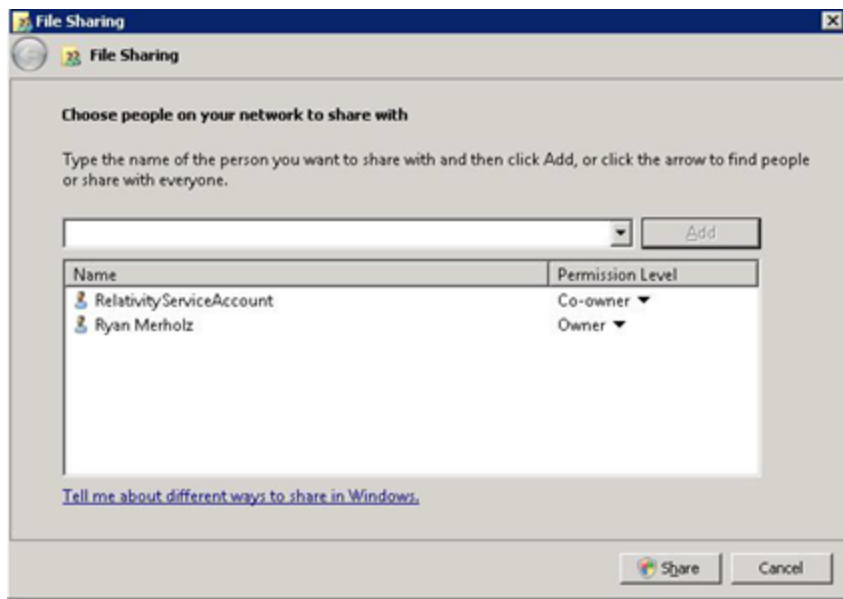 File Sharing
File Sharing
Choose people on your network to share with
Type the name of the person you want to share with and then click Add, or click the arrow to find people
or share with everyone.
Add
Name Permission Level
RelativityServiceAccount Co-owner
Ryan Merholz Owner
Tell me about different ways to share in Windows.
Share Cancel